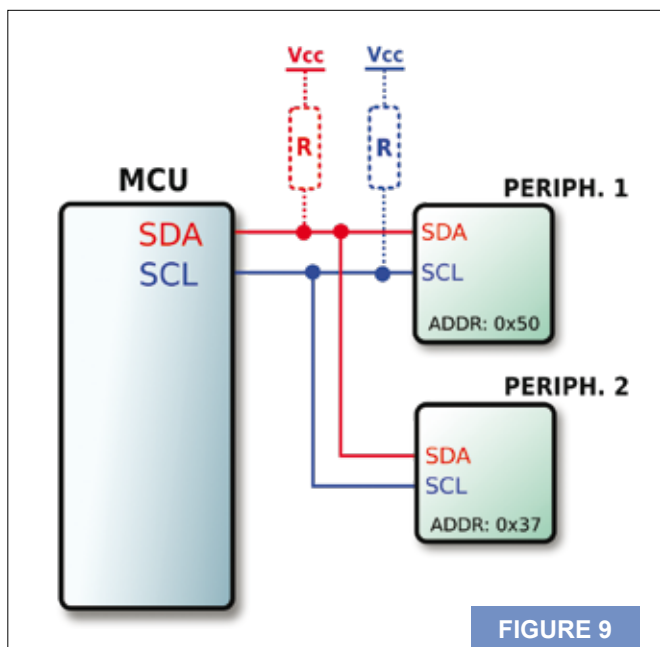 Vcc
Vcc
R
R
MCU
PERIPH. 1
SDA
SDA
SCL
SCL
ADDR: 0x50
PERIPH. 2
SDA
SCL
ADDR: 0x37
FIGURE 9